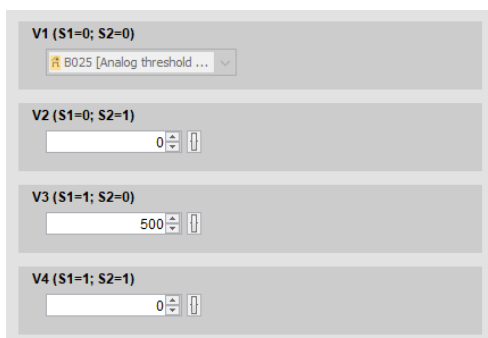 V1 (S1=0; S2=0)
B025 [Analog threshold ...
V2 (S1=0; S2=1)
0
V3 (S1=1; S2=0)
500
V4 (S1=1; S2=1)
0